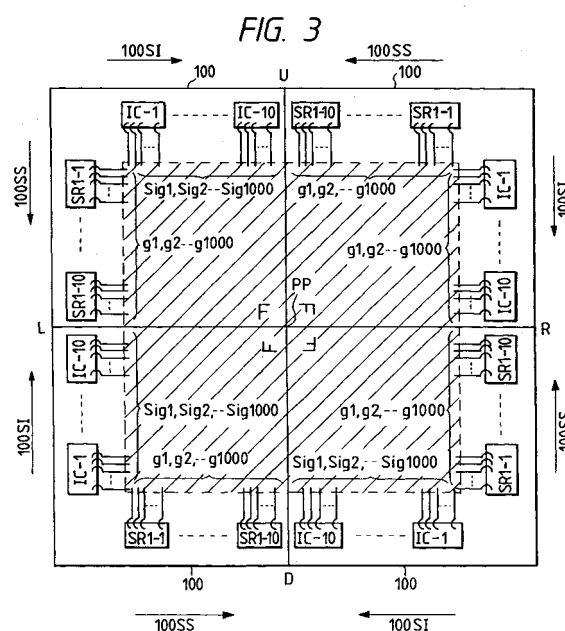 FIG. 3
100SI 100SS
100 U 100
IC-1 IC-10 SR1-10 SR1-1
100SS SR1-1 Sig1,Sig2--Sig1000 g1,g2,--g1000 IC-1 100SI
g1,g2--g1000 g1,g2--g1000
PP
SR1-10 F F IC-10
L R
IC-10 F F SR1-10
100SI Sig1,Sig2,--Sig1000 g1,g2,--g1000 100SS
g1,g2,--g1000 Sig1,Sig2,--Sig1000
IC-1 SR1-1
SR1-1 SR1-10 IC-10 IC-1
100 D 100
100SS 100SI